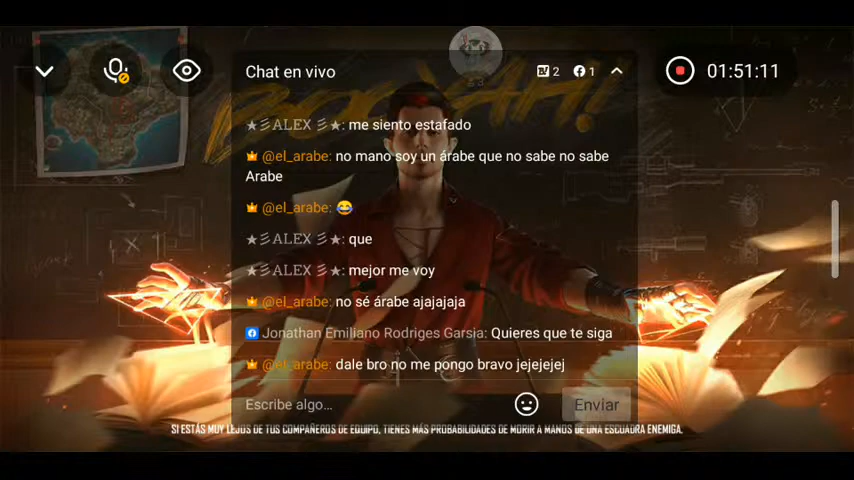 BOOYAH!
Chat en vivo
2
1
01:51:11
★彡ALEX 彡★: me siento estafado
@el_arabe: no mano soy un árabe que no sabe no sabe
Arabe
@el_arabe: 😂
★彡ALEX 彡★: que
★彡ALEX 彡★: mejor me voy
@el_arabe: no sé árabe ajajajaja
Jonathan Emiliano Rodriges Garsia: Quieres que te siga
@el_arabe: dale bro no me pongo bravo jejejejej
Escribe algo...
Enviar
SI ESTÁS MUY LEJOS DE TUS COMPAÑEROS DE EQUIPO, TIENES MÁS PROBABILIDADES DE MORIR A MANOS DE UNA ESCUADRA ENEMIGA.